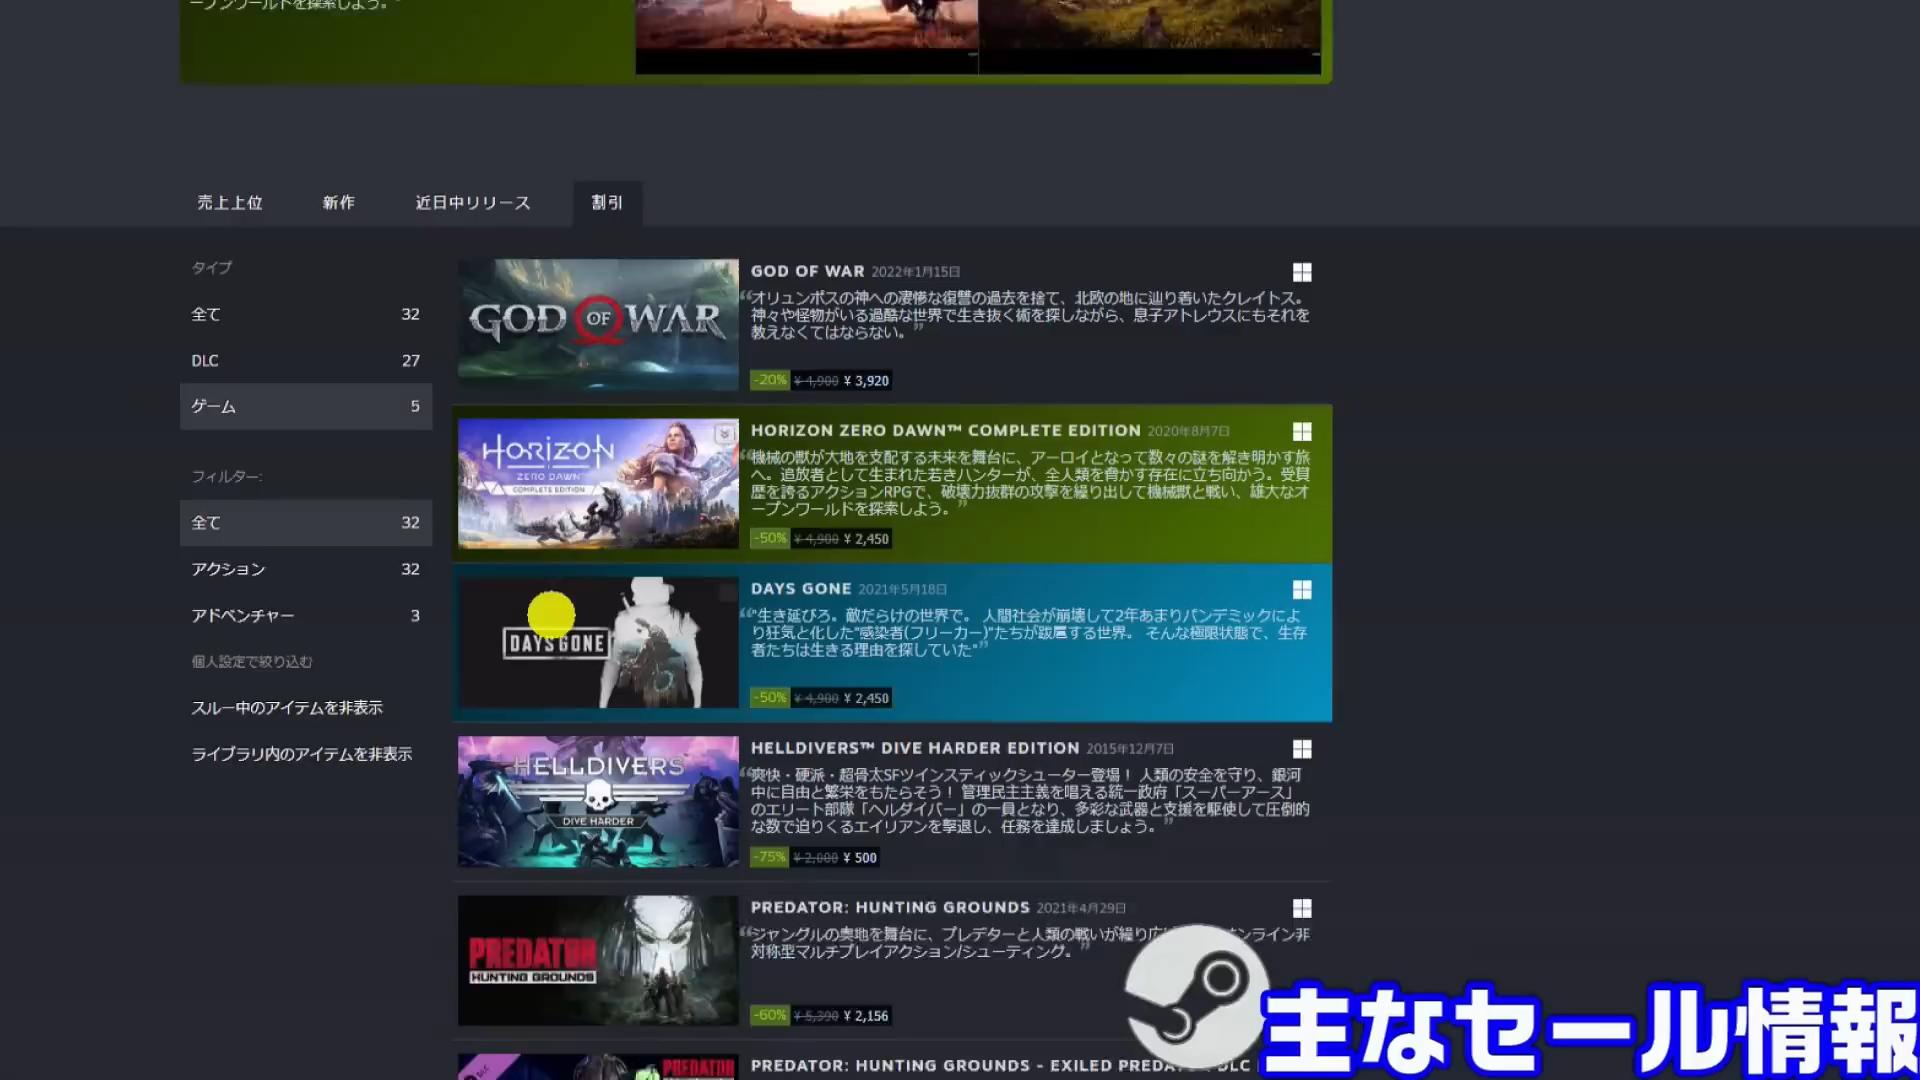 ープンワールドを探索しよう。”
売上上位 新作 近日中リリース 割引
タイプ
全て 32
DLC 27
ゲーム 5
フィルター:
全て 32
アクション 32
アドベンチャー 3
個人設定で絞り込む
スルー中のアイテムを非表示
ライブラリ内のアイテムを非表示
GOD OF WAR
GOD OF WAR 2022年1月15日
“オリュンポスの神への凄惨な復讐の過去を捨て、北欧の地に辿り着いたクレイトス。
神々や怪物がいる過酷な世界で生き抜く術を探しながら、息子アトレウスにもそれを
教えなくてはならない。”
-20% ¥ 4,900 ¥ 3,920
HORIZON
ZERO DAWN
COMPLETE EDITION
HORIZON ZERO DAWN™ COMPLETE EDITION 2020年8月7日
“機械の獣が大地を支配する未来を舞台に、アーロイとなって数々の謎を解き明かす旅
へ。追放者として生まれた若きハンターが、全人類を脅かす存在に立ち向かう。受賞
歴を誇るアクションRPGで、破壊力抜群の攻撃を繰り出して機械獣と戦い、雄大なオ
ープンワールドを探索しよう。”
-50% ¥ 4,900 ¥ 2,450
DAYS GONE
DAYS GONE 2021年5月18日
“"生き延びろ。敵だらけの世界で。 人間社会が崩壊して2年あまりパンデミックによ
り狂気と化した"感染者(フリーカー)"たちが跋扈する世界。 そんな極限状態で、生存
者たちは生きる理由を探していた"”
-50% ¥ 4,900 ¥ 2,450
HELLDIVERS
DIVE HARDER
HELLDIVERS™ DIVE HARDER EDITION 2015年12月7日
“爽快・硬派・超骨太SFツインスティックシューター登場！ 人類の安全を守り、銀河
中に自由と繁栄をもたらそう！ 管理民主主義を唱える統一政府「スーパーアース」
のエリート部隊「ヘルダイバー」の一員となり、多彩な武器と支援を駆使して圧倒的
な数で迫りくるエイリアンを撃退し、任務を達成しましょう。”
-75% ¥ 2,000 ¥ 500
PREDATOR
HUNTING GROUNDS
PREDATOR: HUNTING GROUNDS 2021年4月29日
“ジャングルの奥地を舞台に、プレデターと人類の戦いが繰り広 ンライン非
対称型マルチプレイアクション/シューティング。”
-60% ¥ 5,390 ¥ 2,156
DLC
PREDATOR
PREDATOR: HUNTING GROUNDS - EXILED DLC
主なセール情報